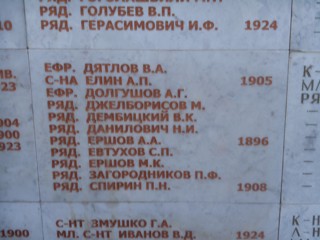 РЯД. ГОЛУБЕВ В.П.
РЯД. ГЕРАСИМОВИЧ И.Ф. 1924
ЕФР. ДЯТЛОВ В.А.
С-НА ЕЛИН А.П. 1905
ЕФР. ДОЛГУШОВ А.Г.
РЯД. ДЖЕЛБОРИСОВ М.
РЯД. ДЕМБИЦКИЙ В.К.
РЯД. ДАНИЛОВИЧ Н.И.
РЯД. ЕРШОВ А.А. 1896
РЯД. ЕВТУХОВ С.П.
РЯД. ЕРШОВ М.К.
РЯД. ЗАГОРОДНИКОВ П.Ф.
РЯД. СПИРИН П.Н. 1908
С-НТ ЗМУШКО Г.А.
1900 МЛ. С-НТ ИВАНОВ В.Д. 1924